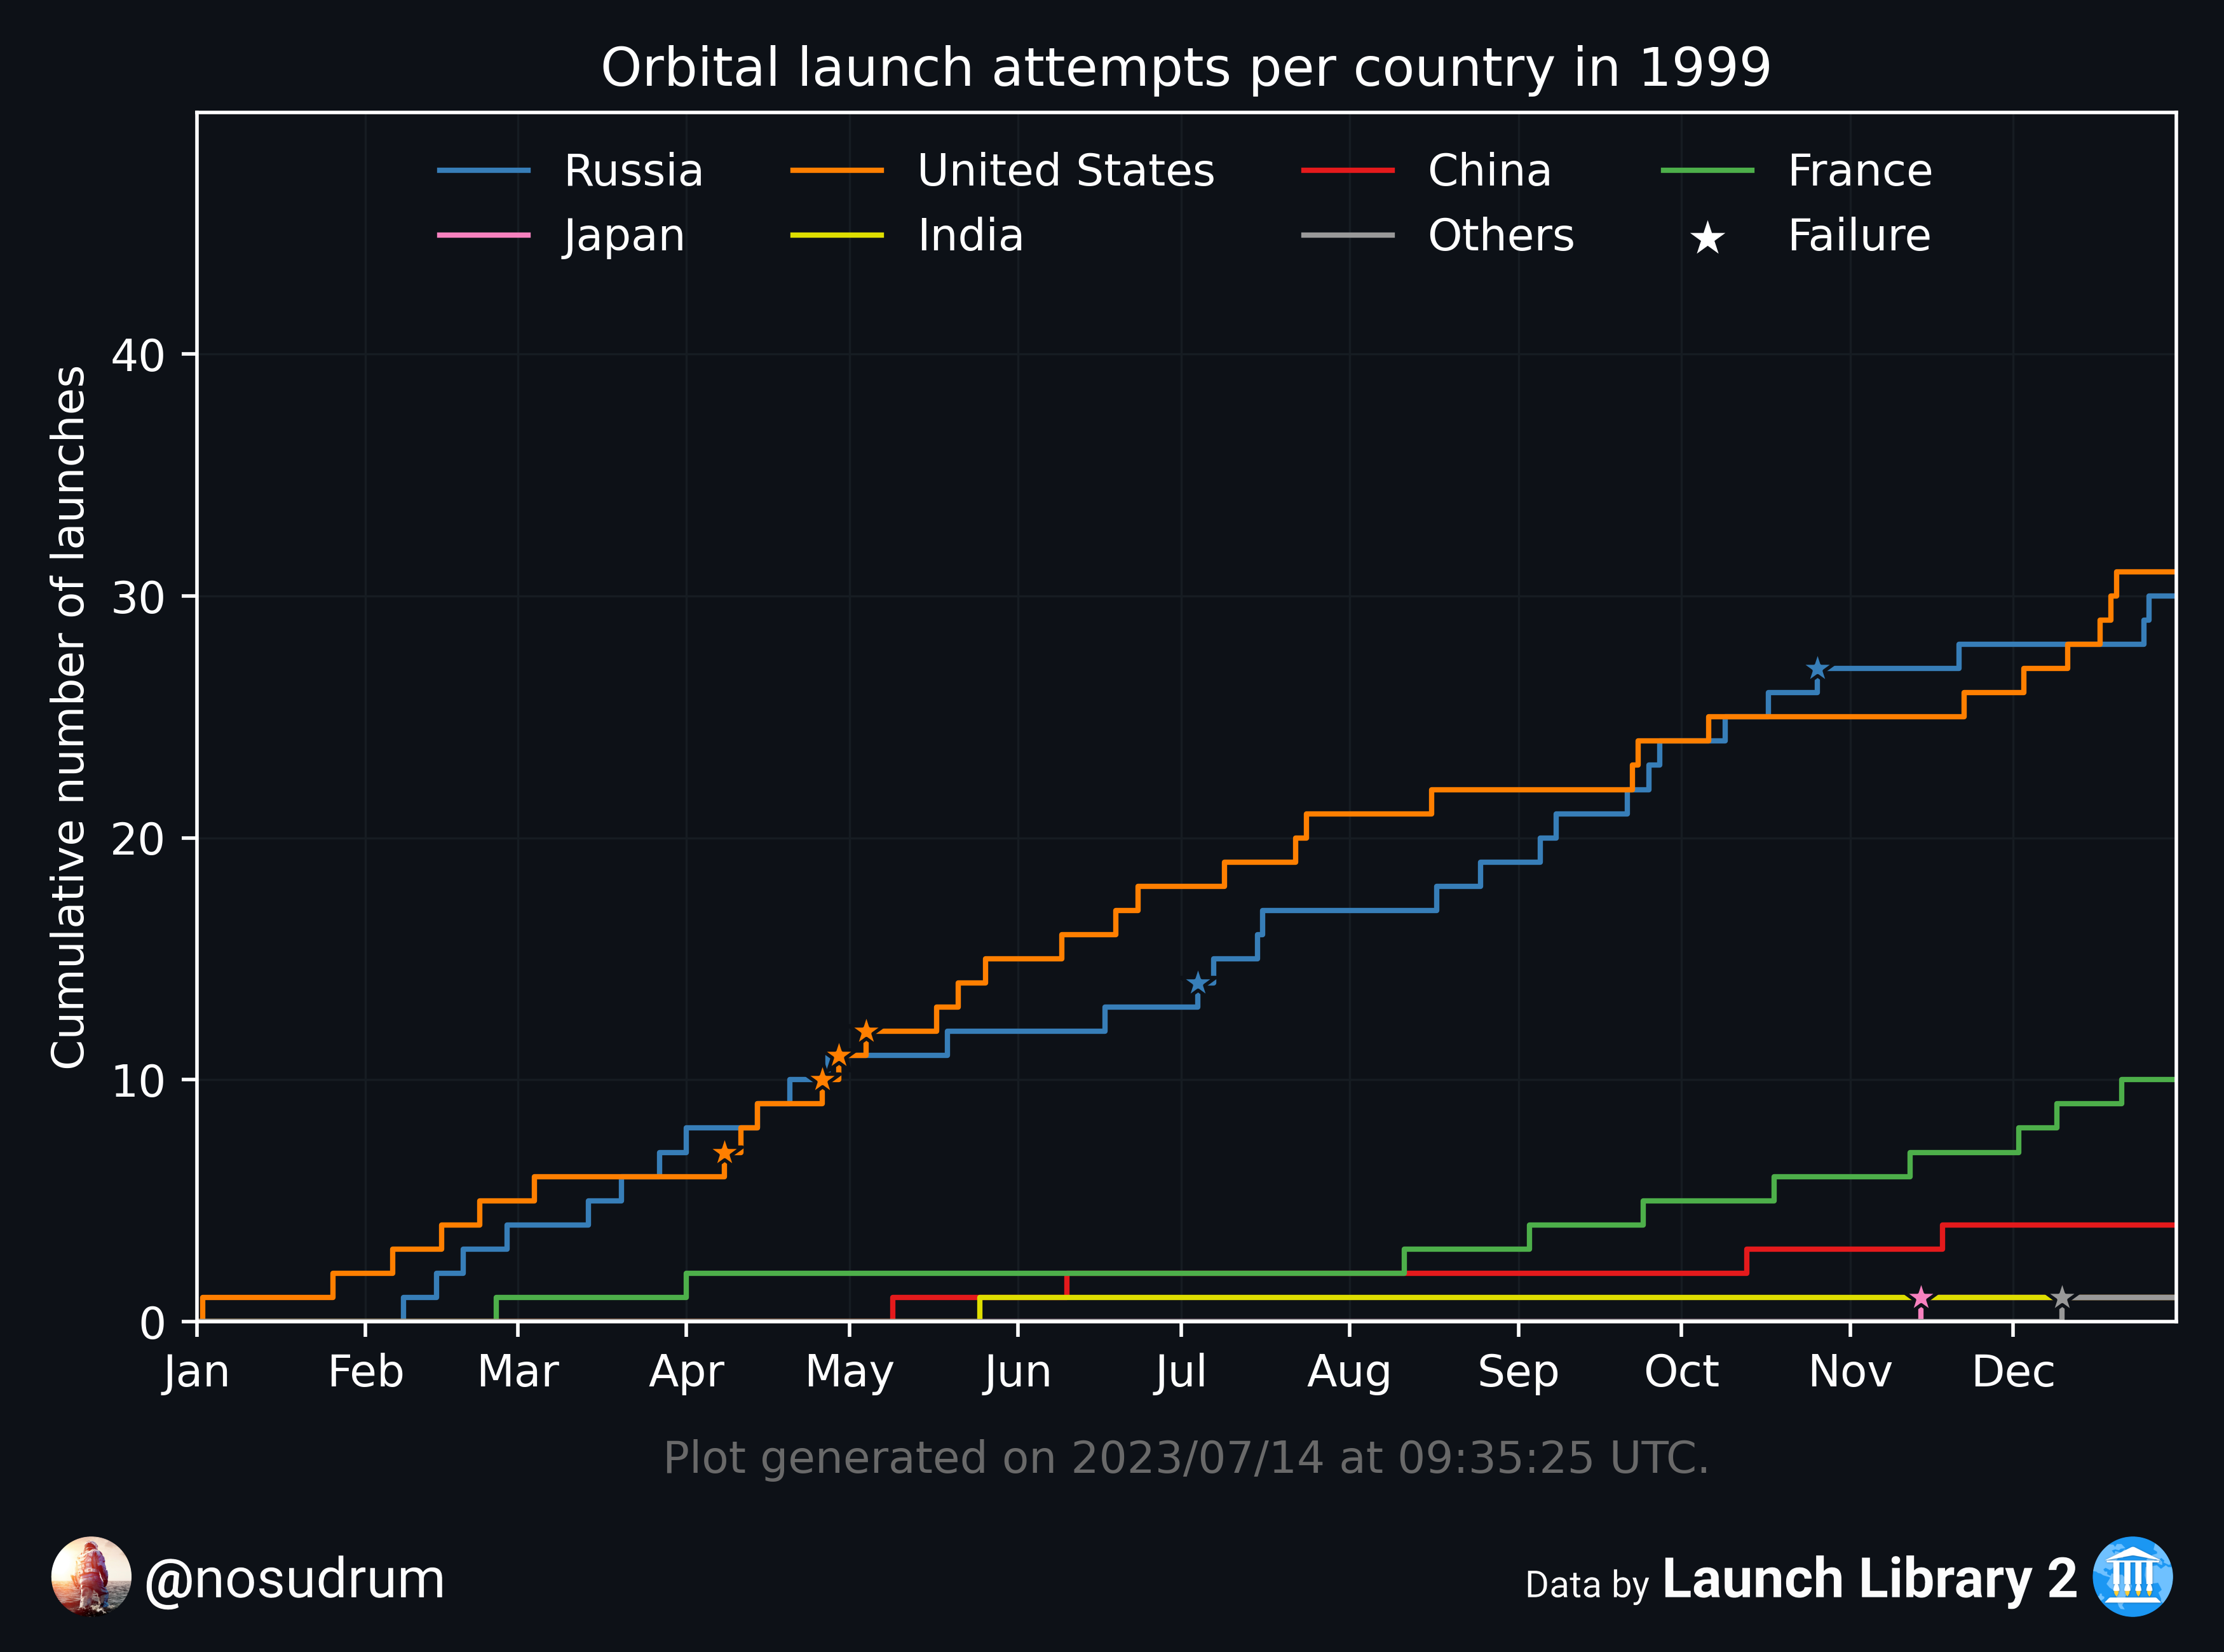 Orbital launch attempts per country in 1999
Russia United States China France
Japan India Others Failure
Cumulative number of launches
40
30
20
10
0
Jan Feb Mar Apr May Jun Jul Aug Sep Oct Nov Dec
Plot generated on 2023/07/14 at 09:35:25 UTC.
@nosudrum
Data by Launch Library 2